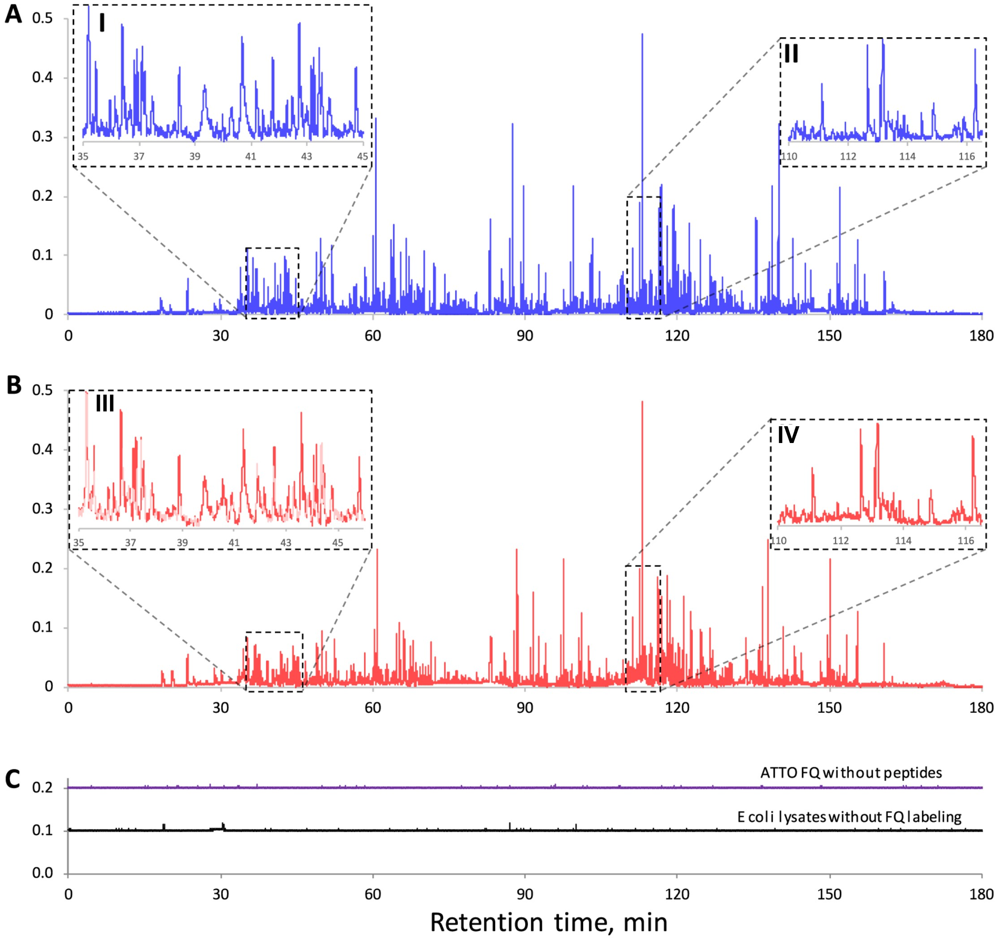 A
0.5
0.4
0.3
0.2
0.1
0
I
35 37 39 41 43 45
II
110 112 114 116
0 30 60 90 120 150 180
B
0.5
0.4
0.3
0.2
0.1
0
III
35 37 39 41 43 45
IV
110 112 114 116
0 30 60 90 120 150 180
C
0.2
0.1
0.0
ATTO FQ without peptides
E coli lysates without FQ labeling
0 30 60 90 120 150 180
Retention time, min